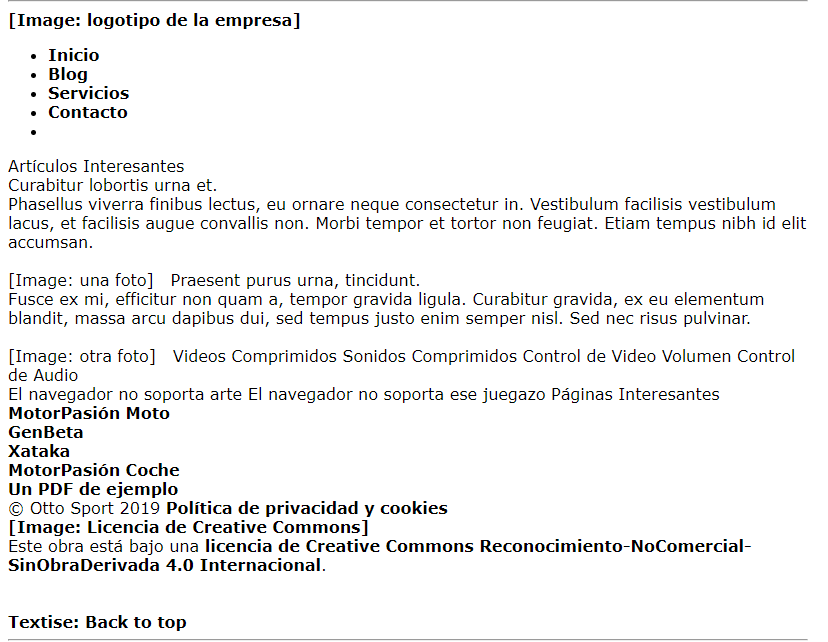 [Image: logotipo de la empresa]
Inicio
Blog
Servicios
Contacto
Artículos Interesantes
Curabitur lobortis urna et.
Phasellus viverra finibus lectus, eu ornare neque consectetur in. Vestibulum facilisis vestibulum
lacus, et facilisis augue convallis non. Morbi tempor et tortor non feugiat. Etiam tempus nibh id elit
accumsan.
[Image: una foto] Praesent purus urna, tincidunt.
Fusce ex mi, efficitur non quam a, tempor gravida ligula. Curabitur gravida, ex eu elementum
blandit, massa arcu dapibus dui, sed tempus justo enim semper nisl. Sed nec risus pulvinar.
[Image: otra foto] Videos Comprimidos Sonidos Comprimidos Control de Video Volumen Control
de Audio
El navegador no soporta arte El navegador no soporta ese juegazo Páginas Interesantes
MotorPasión Moto
GenBeta
Xataka
MotorPasión Coche
Un PDF de ejemplo
© Otto Sport 2019 Política de privacidad y cookies
[Image: Licencia de Creative Commons]
Este obra está bajo una licencia de Creative Commons Reconocimiento-NoComercial-
SinObraDerivada 4.0 Internacional.
Textise: Back to top